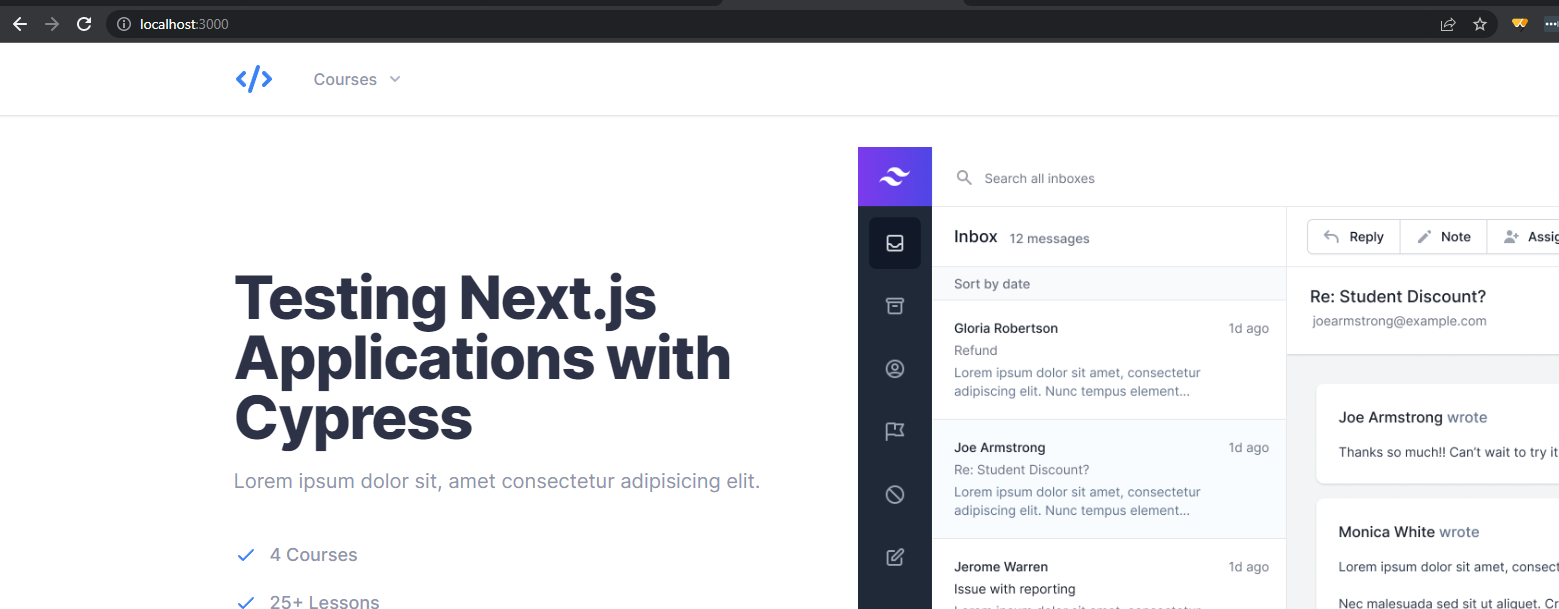 localhost:3000
</> Courses
Testing Next.js
Applications with
Cypress
Lorem ipsum dolor sit, amet consectetur adipisicing elit.
4 Courses
25+ Lessons
Search all inboxes
Inbox 12 messages
Sort by date
Gloria Robertson 1d ago
Refund
Lorem ipsum dolor sit amet, consectetur
adipiscing elit. Nunc tempus element...
Joe Armstrong 1d ago
Re: Student Discount?
Lorem ipsum dolor sit amet, consectetur
adipiscing elit. Nunc tempus element...
Jerome Warren 1d ago
Issue with reporting
Reply Note
Re: Student Discount?
joearmstrong@example.com
Joe Armstrong wrote
Thanks so much!! Can't wait to try it
Monica White wrote
Lorem ipsum dolor sit amet,
Nec malesuada sed sit ut aliquet.